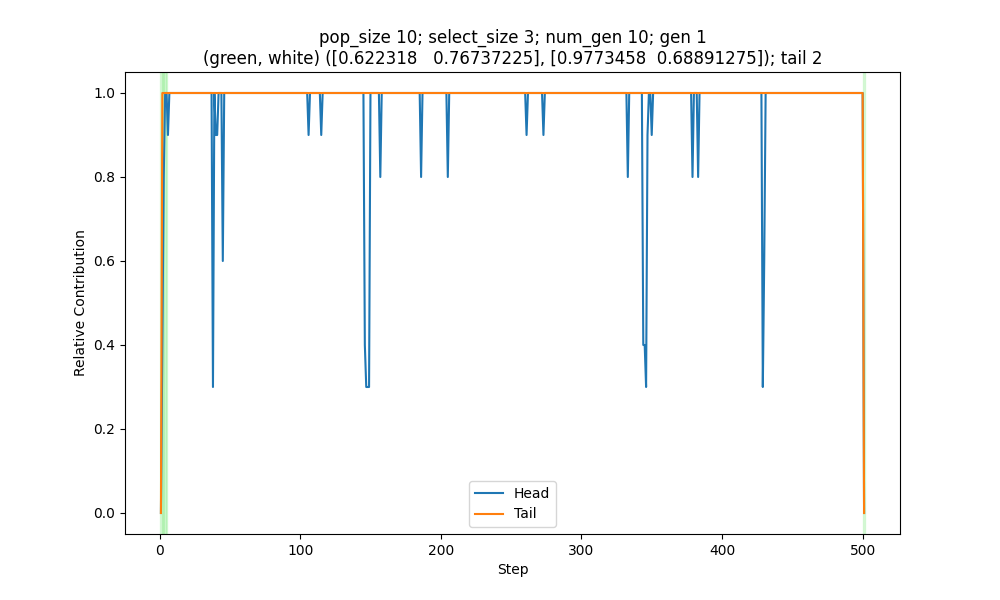 pop_size 10; select_size 3; num_gen 10; gen 1
(green, white) ([0.622318   0.76737225], [0.9773458  0.68891275]); tail 2
1.0
0.8
0.6
0.4
0.2
0.0
Relative Contribution
Head
Tail
0 100 200 300 400 500
Step